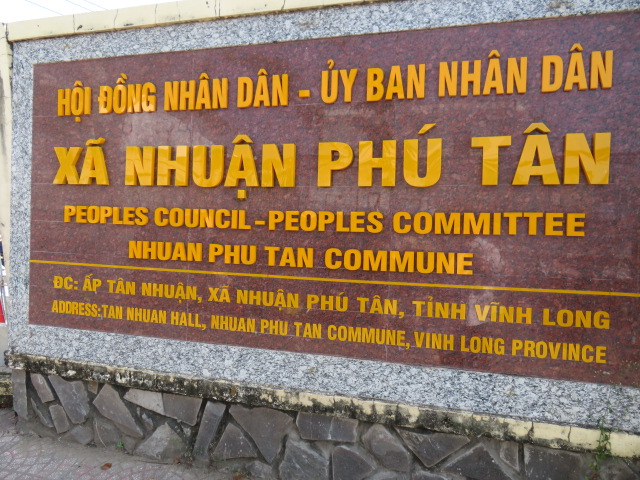 HỘI ĐỒNG NHÂN DÂN - ỦY BAN NHÂN DÂN
XÃ NHUẬN PHÚ TÂN
PEOPLES COUNCIL-PEOPLES COMMITTEE
NHUAN PHU TAN COMMUNE
ĐC: ẤP TÂN NHUẬN, XÃ NHUẬN PHÚ TÂN, TỈNH VĨNH LONG
ADDRESS:TAN NHUAN HALL, NHUAN PHU TAN COMMUNE, VINH LONG PROVINCE